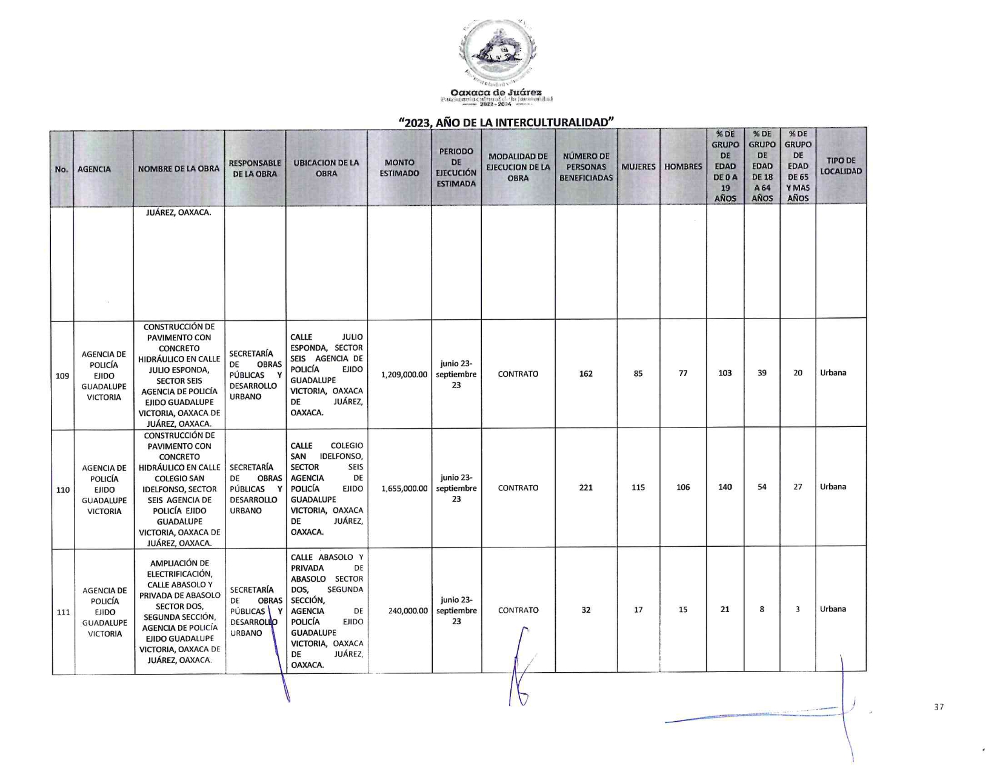 Oaxaca de Juárez
Patrimonio cultural de la humanidad
2022 - 2024
“2023, AÑO DE LA INTERCULTURALIDAD”
No.
AGENCIA
NOMBRE DE LA OBRA
RESPONSABLE
DE LA OBRA
UBICACION DE LA
OBRA
MONTO
ESTIMADO
PERIODO
DE
EJECUCIÓN
ESTIMADA
MODALIDAD DE
EJECUCION DE LA
OBRA
NÚMERO DE
PERSONAS
BENEFICIADAS
MUJERES
HOMBRES
% DE
GRUPO
DE
EDAD
DE 0 A
19
AÑOS
% DE
GRUPO
DE
EDAD
DE 18
A 64
AÑOS
% DE
GRUPO
DE
EDAD
DE 65
Y MAS
AÑOS
TIPO DE
LOCALIDAD
JUÁREZ, OAXACA.
109
AGENCIA DE
POLICÍA
EJIDO
GUADALUPE
VICTORIA
CONSTRUCCIÓN DE
PAVIMENTO CON
CONCRETO
HIDRÁULICO EN CALLE
JULIO ESPONDA,
SECTOR SEIS
AGENCIA DE POLICÍA
EJIDO GUADALUPE
VICTORIA, OAXACA DE
JUÁREZ, OAXACA.
SECRETARÍA
DE OBRAS
PÚBLICAS Y
DESARROLLO
URBANO
CALLE JULIO
ESPONDA, SECTOR
SEIS AGENCIA DE
POLICÍA EJIDO
GUADALUPE
VICTORIA, OAXACA
DE JUÁREZ,
OAXACA.
1,209,000.00
junio 23-
septiembre
23
CONTRATO
162
85
77
103
39
20
Urbana
110
AGENCIA DE
POLICÍA
EJIDO
GUADALUPE
VICTORIA
CONSTRUCCIÓN DE
PAVIMENTO CON
CONCRETO
HIDRÁULICO EN CALLE
COLEGIO SAN
IDELFONSO, SECTOR
SEIS AGENCIA DE
POLICÍA EJIDO
GUADALUPE
VICTORIA, OAXACA DE
JUÁREZ, OAXACA.
SECRETARÍA
DE OBRAS
PÚBLICAS Y
DESARROLLO
URBANO
CALLE COLEGIO
SAN IDELFONSO,
SECTOR SEIS
AGENCIA DE
POLICÍA EJIDO
GUADALUPE
VICTORIA, OAXACA
DE JUÁREZ,
OAXACA.
1,655,000.00
junio 23-
septiembre
23
CONTRATO
221
115
106
140
54
27
Urbana
111
AGENCIA DE
POLICÍA
EJIDO
GUADALUPE
VICTORIA
AMPLIACIÓN DE
ELECTRIFICACIÓN,
CALLE ABASOLO Y
PRIVADA DE ABASOLO
SECTOR DOS,
SEGUNDA SECCIÓN,
AGENCIA DE POLICÍA
EJIDO GUADALUPE
VICTORIA, OAXACA DE
JUÁREZ, OAXACA.
SECRETARÍA
DE OBRAS
PÚBLICAS Y
DESARROLLO
URBANO
CALLE ABASOLO Y
PRIVADA DE
ABASOLO SECTOR
DOS, SEGUNDA
SECCIÓN,
AGENCIA DE
POLICÍA EJIDO
GUADALUPE
VICTORIA, OAXACA
DE JUÁREZ,
OAXACA.
240,000.00
junio 23-
septiembre
23
CONTRATO
32
17
15
21
8
3
Urbana
37